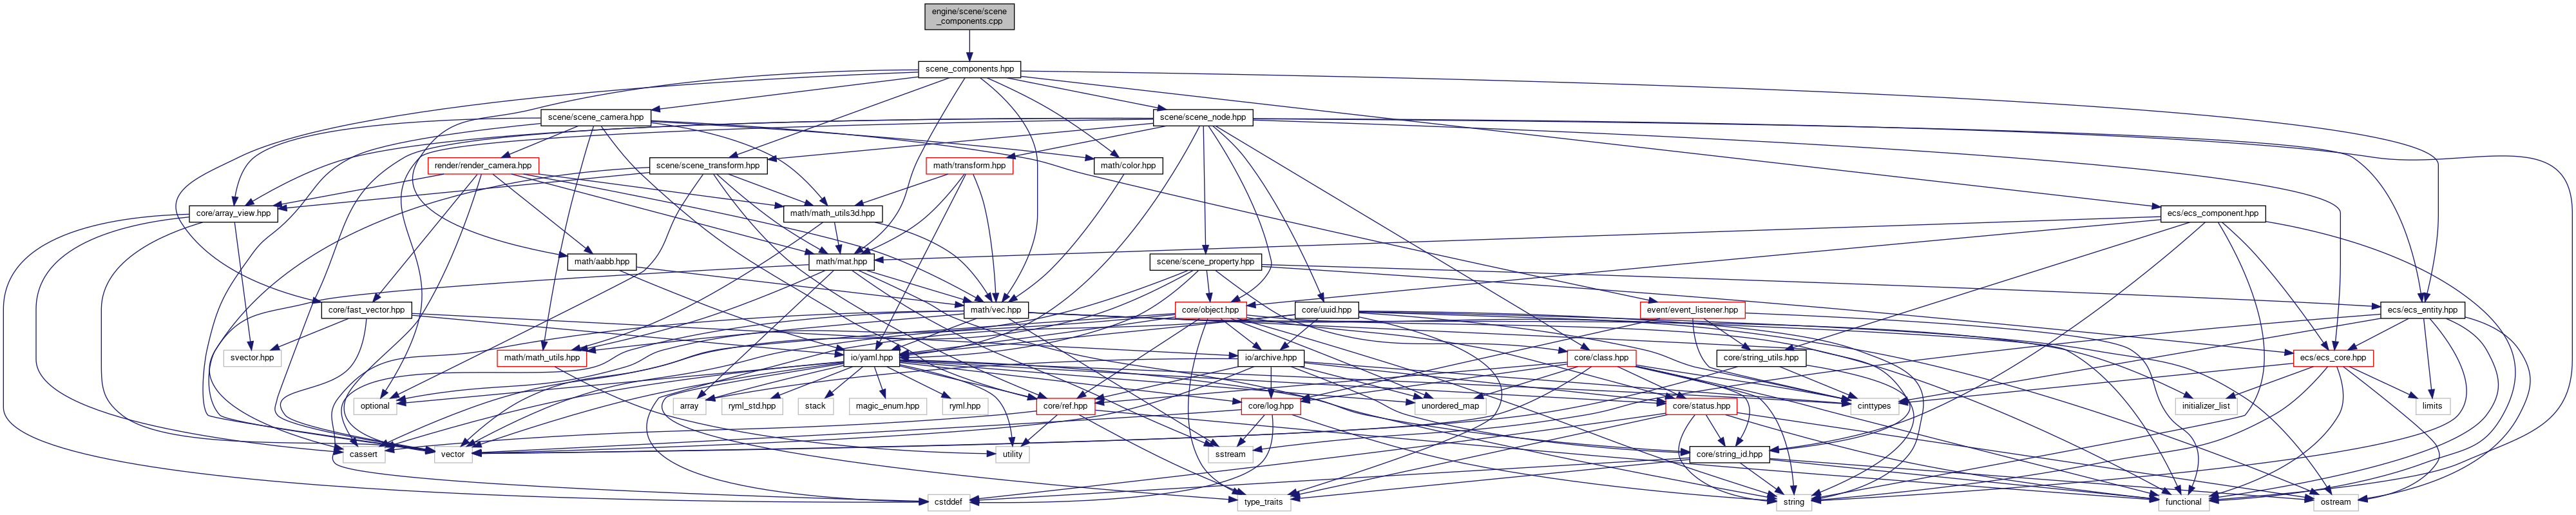 engine/scene/scene
_components.cpp
scene_components.hpp
scene/scene_camera.hpp
scene/scene_node.hpp
render/render_camera.hpp
scene/scene_transform.hpp
math/transform.hpp
math/color.hpp
core/array_view.hpp
math/math_utils3d.hpp
ecs/ecs_component.hpp
math/aabb.hpp
math/mat.hpp
scene/scene_property.hpp
core/fast_vector.hpp
math/vec.hpp
core/object.hpp
core/uuid.hpp
event/event_listener.hpp
ecs/ecs_entity.hpp
svector.hpp
math/math_utils.hpp
io/yaml.hpp
io/archive.hpp
core/class.hpp
core/string_utils.hpp
ecs/ecs_core.hpp
optional
array
ryml_std.hpp
stack
magic_enum.hpp
ryml.hpp
core/ref.hpp
core/log.hpp
unordered_map
core/status.hpp
cinttypes
initializer_list
limits
cassert
vector
utility
sstream
core/string_id.hpp
cstddef
type_traits
string
functional
ostream